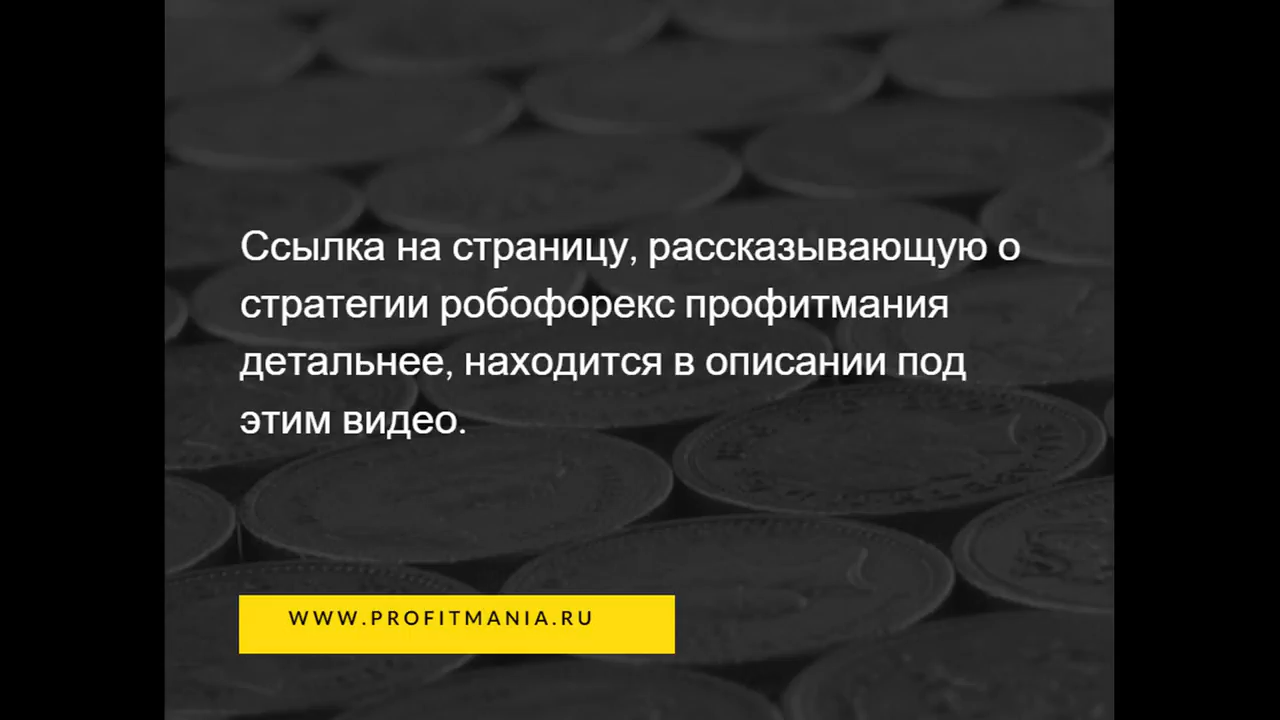 Ссылка на страницу, рассказывающую о
стратегии робофорекс профитмания
детальнее, находится в описании под
этим видео.
WWW.PROFITMANIA.RU